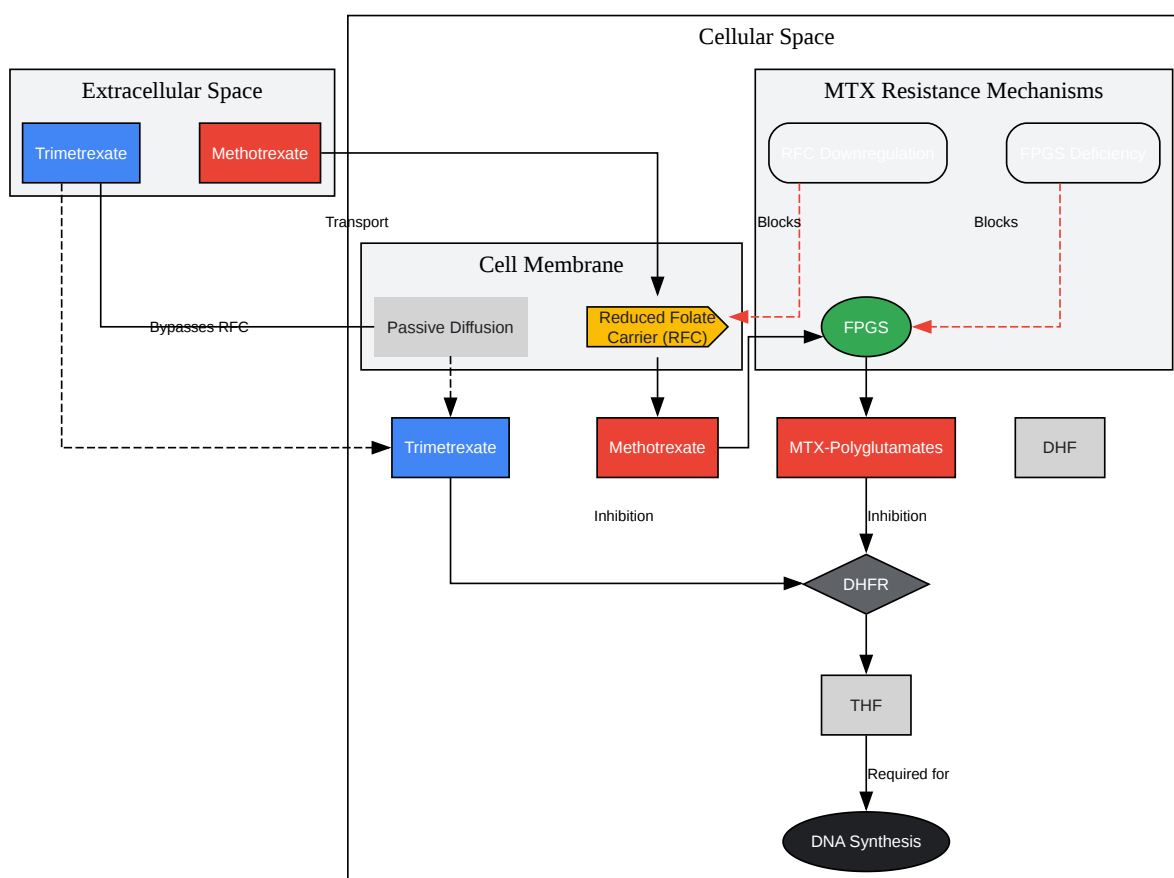 Cellular Space
Extracellular Space
MTX Resistance Mechanisms
Trimetrexate
Methotrexate
RFC Downregulation
FPGS Deficiency
Transport
Blocks
Blocks
Cell Membrane
Bypasses RFC
Passive Diffusion
Reduced Folate
Carrier (RFC)
FPGS
Trimetrexate
Methotrexate
MTX-Polyglutamates
DHF
Inhibition
Inhibition
DHFR
THF
Required for
DNA Synthesis